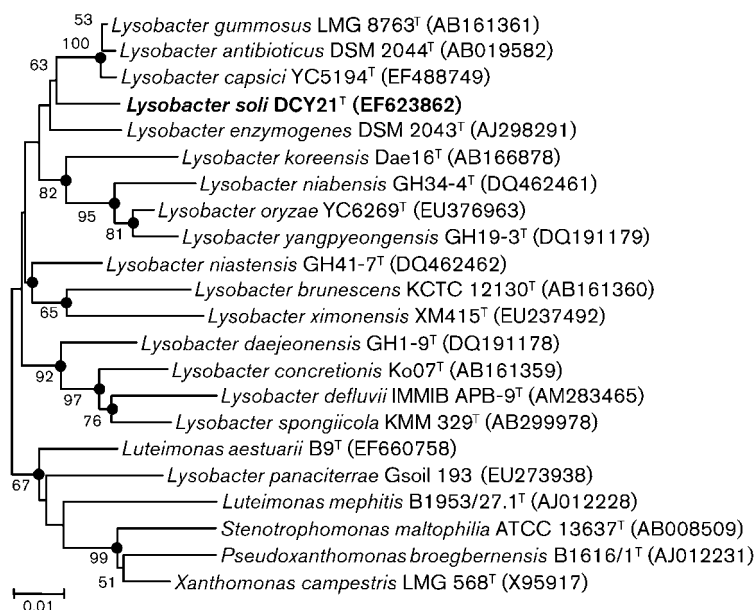 53
Lysobacter gummosus LMG 8763T (AB161361)
100
Lysobacter antibioticus DSM 2044T (AB019582)
63
Lysobacter capsici YC5194T (EF488749)
Lysobacter soli DCY21T (EF623862)
Lysobacter enzymogenes DSM 2043T (AJ298291)
Lysobacter koreensis Dae16T (AB166878)
82
Lysobacter niabensis GH34-4T (DQ462461)
95
Lysobacter oryzae YC6269T (EU376963)
81
Lysobacter yangpyeongensis GH19-3T (DQ191179)
Lysobacter niastensis GH41-7T (DQ462462)
Lysobacter brunescens KCTC 12130T (AB161360)
65
Lysobacter ximonensis XM415T (EU237492)
Lysobacter daejeonensis GH1-9T (DQ191178)
92
Lysobacter concretionis Ko07T (AB161359)
97
Lysobacter defluvii IMMIB APB-9T (AM283465)
76
Lysobacter spongiicola KMM 329T (AB299978)
Luteimonas aestuarii B9T (EF660758)
67
Lysobacter panaciterrae Gsoil 193 (EU273938)
Luteimonas mephitis B1953/27.1T (AJ012228)
Stenotrophomonas maltophilia ATCC 13637T (AB008509)
99
Pseudoxanthomonas broegbernensis B1616/1T (AJ012231)
51
Xanthomonas campestris LMG 568T (X95917)
0.01